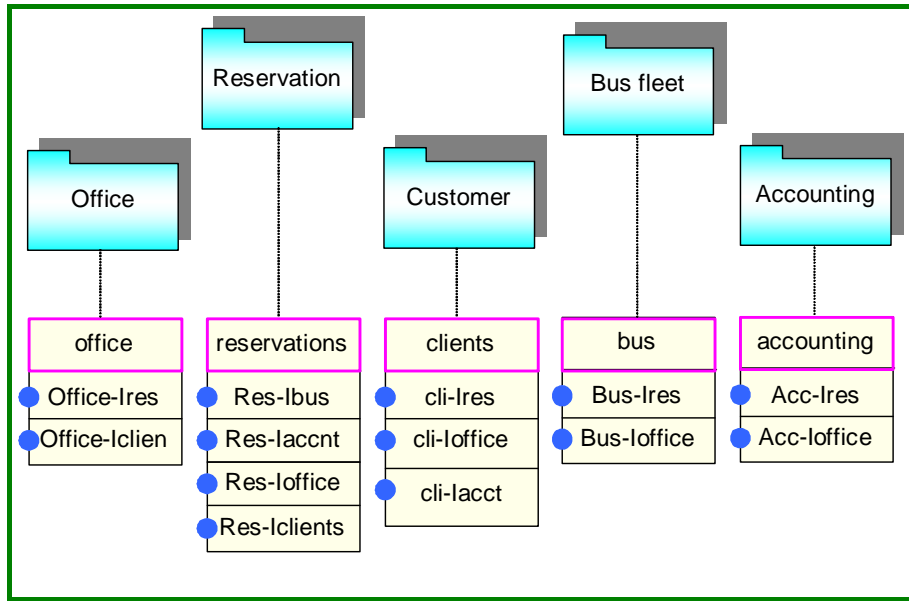 Reservation
Bus fleet
Office
Customer
Accounting
office
reservations
clients
bus
accounting
Office-Ires
Office-Iclien
Res-Ibus
Res-Iaccnt
Res-Ioffice
Res-Iclients
cli-Ires
cli-Ioffice
cli-Iacct
Bus-Ires
Bus-Ioffice
Acc-Ires
Acc-Ioffice